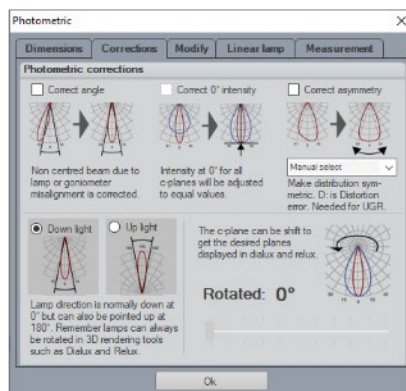 Photometric
Dimensions Corrections Modify Linear lamp Measurement
Photometric corrections
Correct angle
Non centred beam due to
lamp or goniometer
misalignment is corrected.
Correct 0° intensity
Intensity at 0° for all
c-planes will be adjusted
to equal values.
Correct asymmetry
Manual select
Make distribution sym-
metric. D: is Distortion
error. Needed for UGR.
Down light
Up light
Lamp direction is normally down at
0° but can also be pointed up at
180°. Remember lamps can always
be rotated in 3D rendering tools
such as Dialux and Relux.
The c-plane can be shift to
get the desired planes
displayed in dialux and relux.
Rotated: 0°
Ok